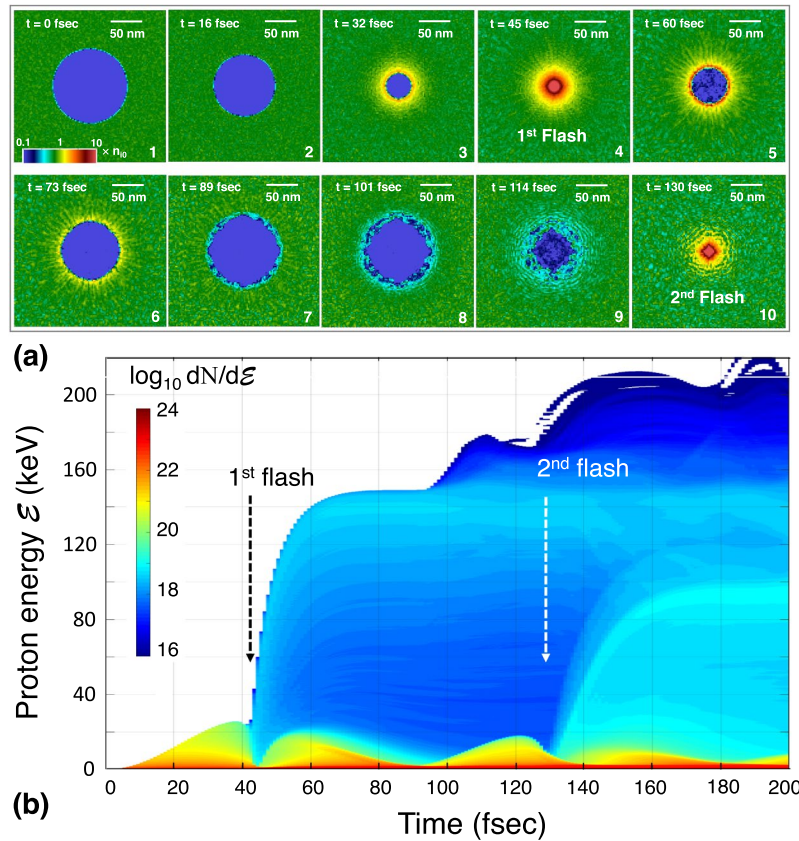 t = 0 fsec
50 nm
0.1 1 10 × n_i0
1
t = 16 fsec
50 nm
2
t = 32 fsec
50 nm
3
t = 45 fsec
50 nm
1st Flash
4
t = 60 fsec
50 nm
5
t = 73 fsec
50 nm
6
t = 89 fsec
50 nm
7
t = 101 fsec
50 nm
8
t = 114 fsec
50 nm
9
t = 130 fsec
50 nm
2nd Flash
10
(a)
log10 dN/dℰ
24
22
20
18
16
1st flash
2nd flash
Proton energy ℰ (keV)
200
160
120
80
40
0
0 20 40 60 80 100 120 140 160 180 200
Time (fsec)
(b)